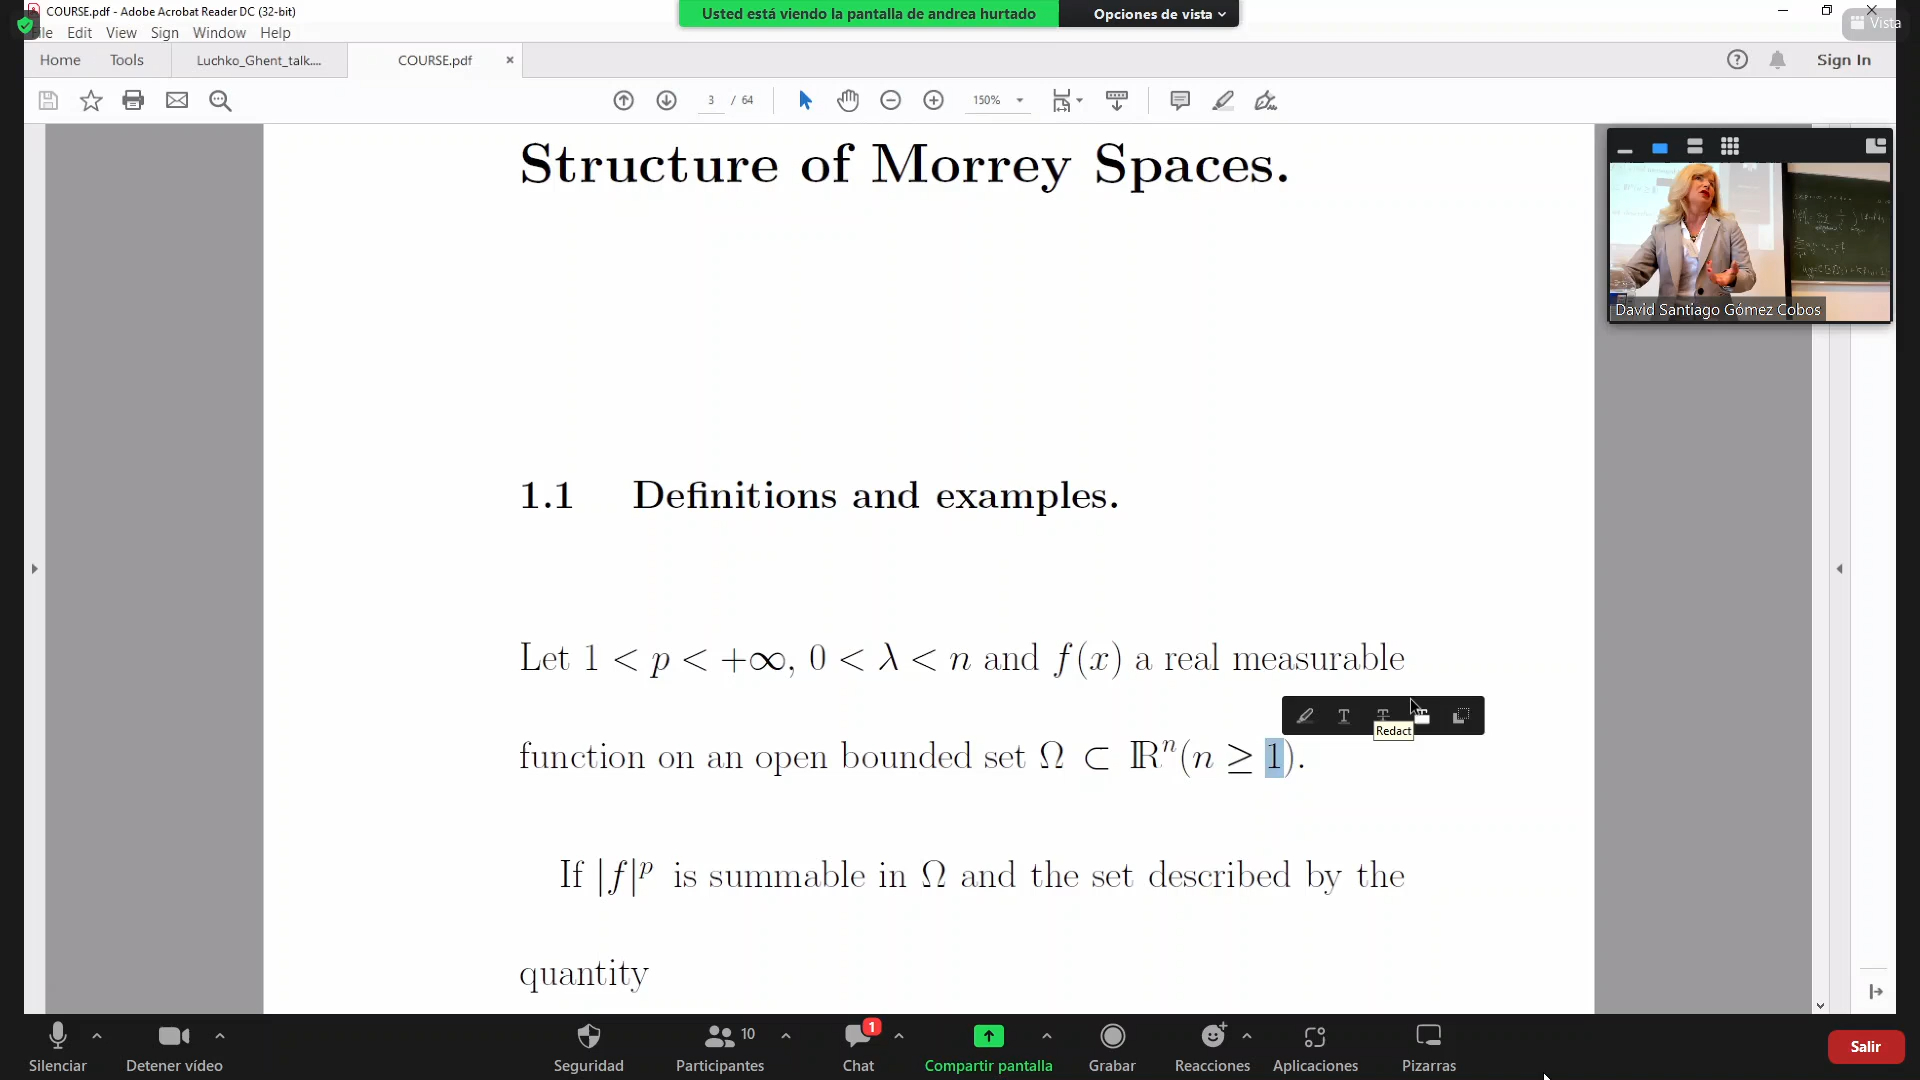 COURSE.pdf - Adobe Acrobat Reader DC (32-bit)
Usted está viendo la pantalla de andrea hurtado
Opciones de vista
Vista
File Edit View Sign Window Help
Home Tools Luchko_Ghent_talk.... COURSE.pdf × Sign In
3 / 64 150%
Structure of Morrey Spaces.
David Santiago Gómez Cobos
1.1 Definitions and examples.
Let 1 < p < +∞, 0 < λ < n and f(x) a real measurable
Redact
function on an open bounded set Ω ⊂ ℝⁿ(n ≥ 1).
If |f|ᵖ is summable in Ω and the set described by the
quantity
10
1
Silenciar Detener vídeo Seguridad Participantes Chat Compartir pantalla Grabar Reacciones Aplicaciones Pizarras
Salir